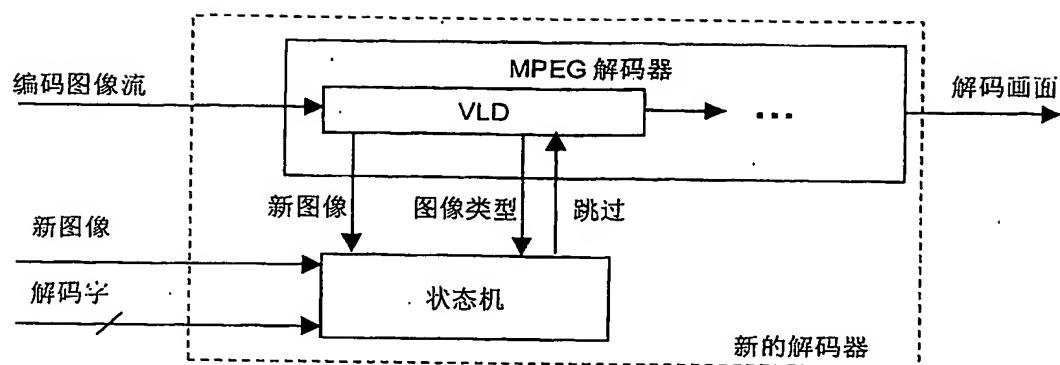 MPEG 解码器
编码图像流
VLD
...
解码画面
新图像
图像类型
跳过
新图像
解码字
状态机
新的解码器